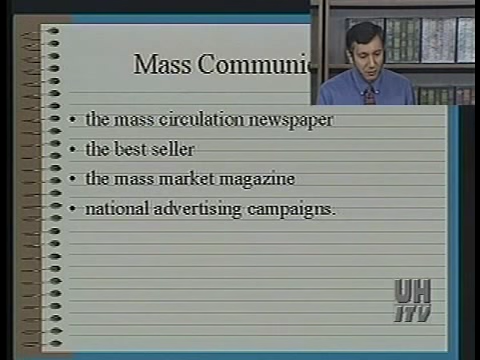 Mass Communic
• the mass circulation newspaper
• the best seller
• the mass market magazine
• national advertising campaigns.
UH
ITV